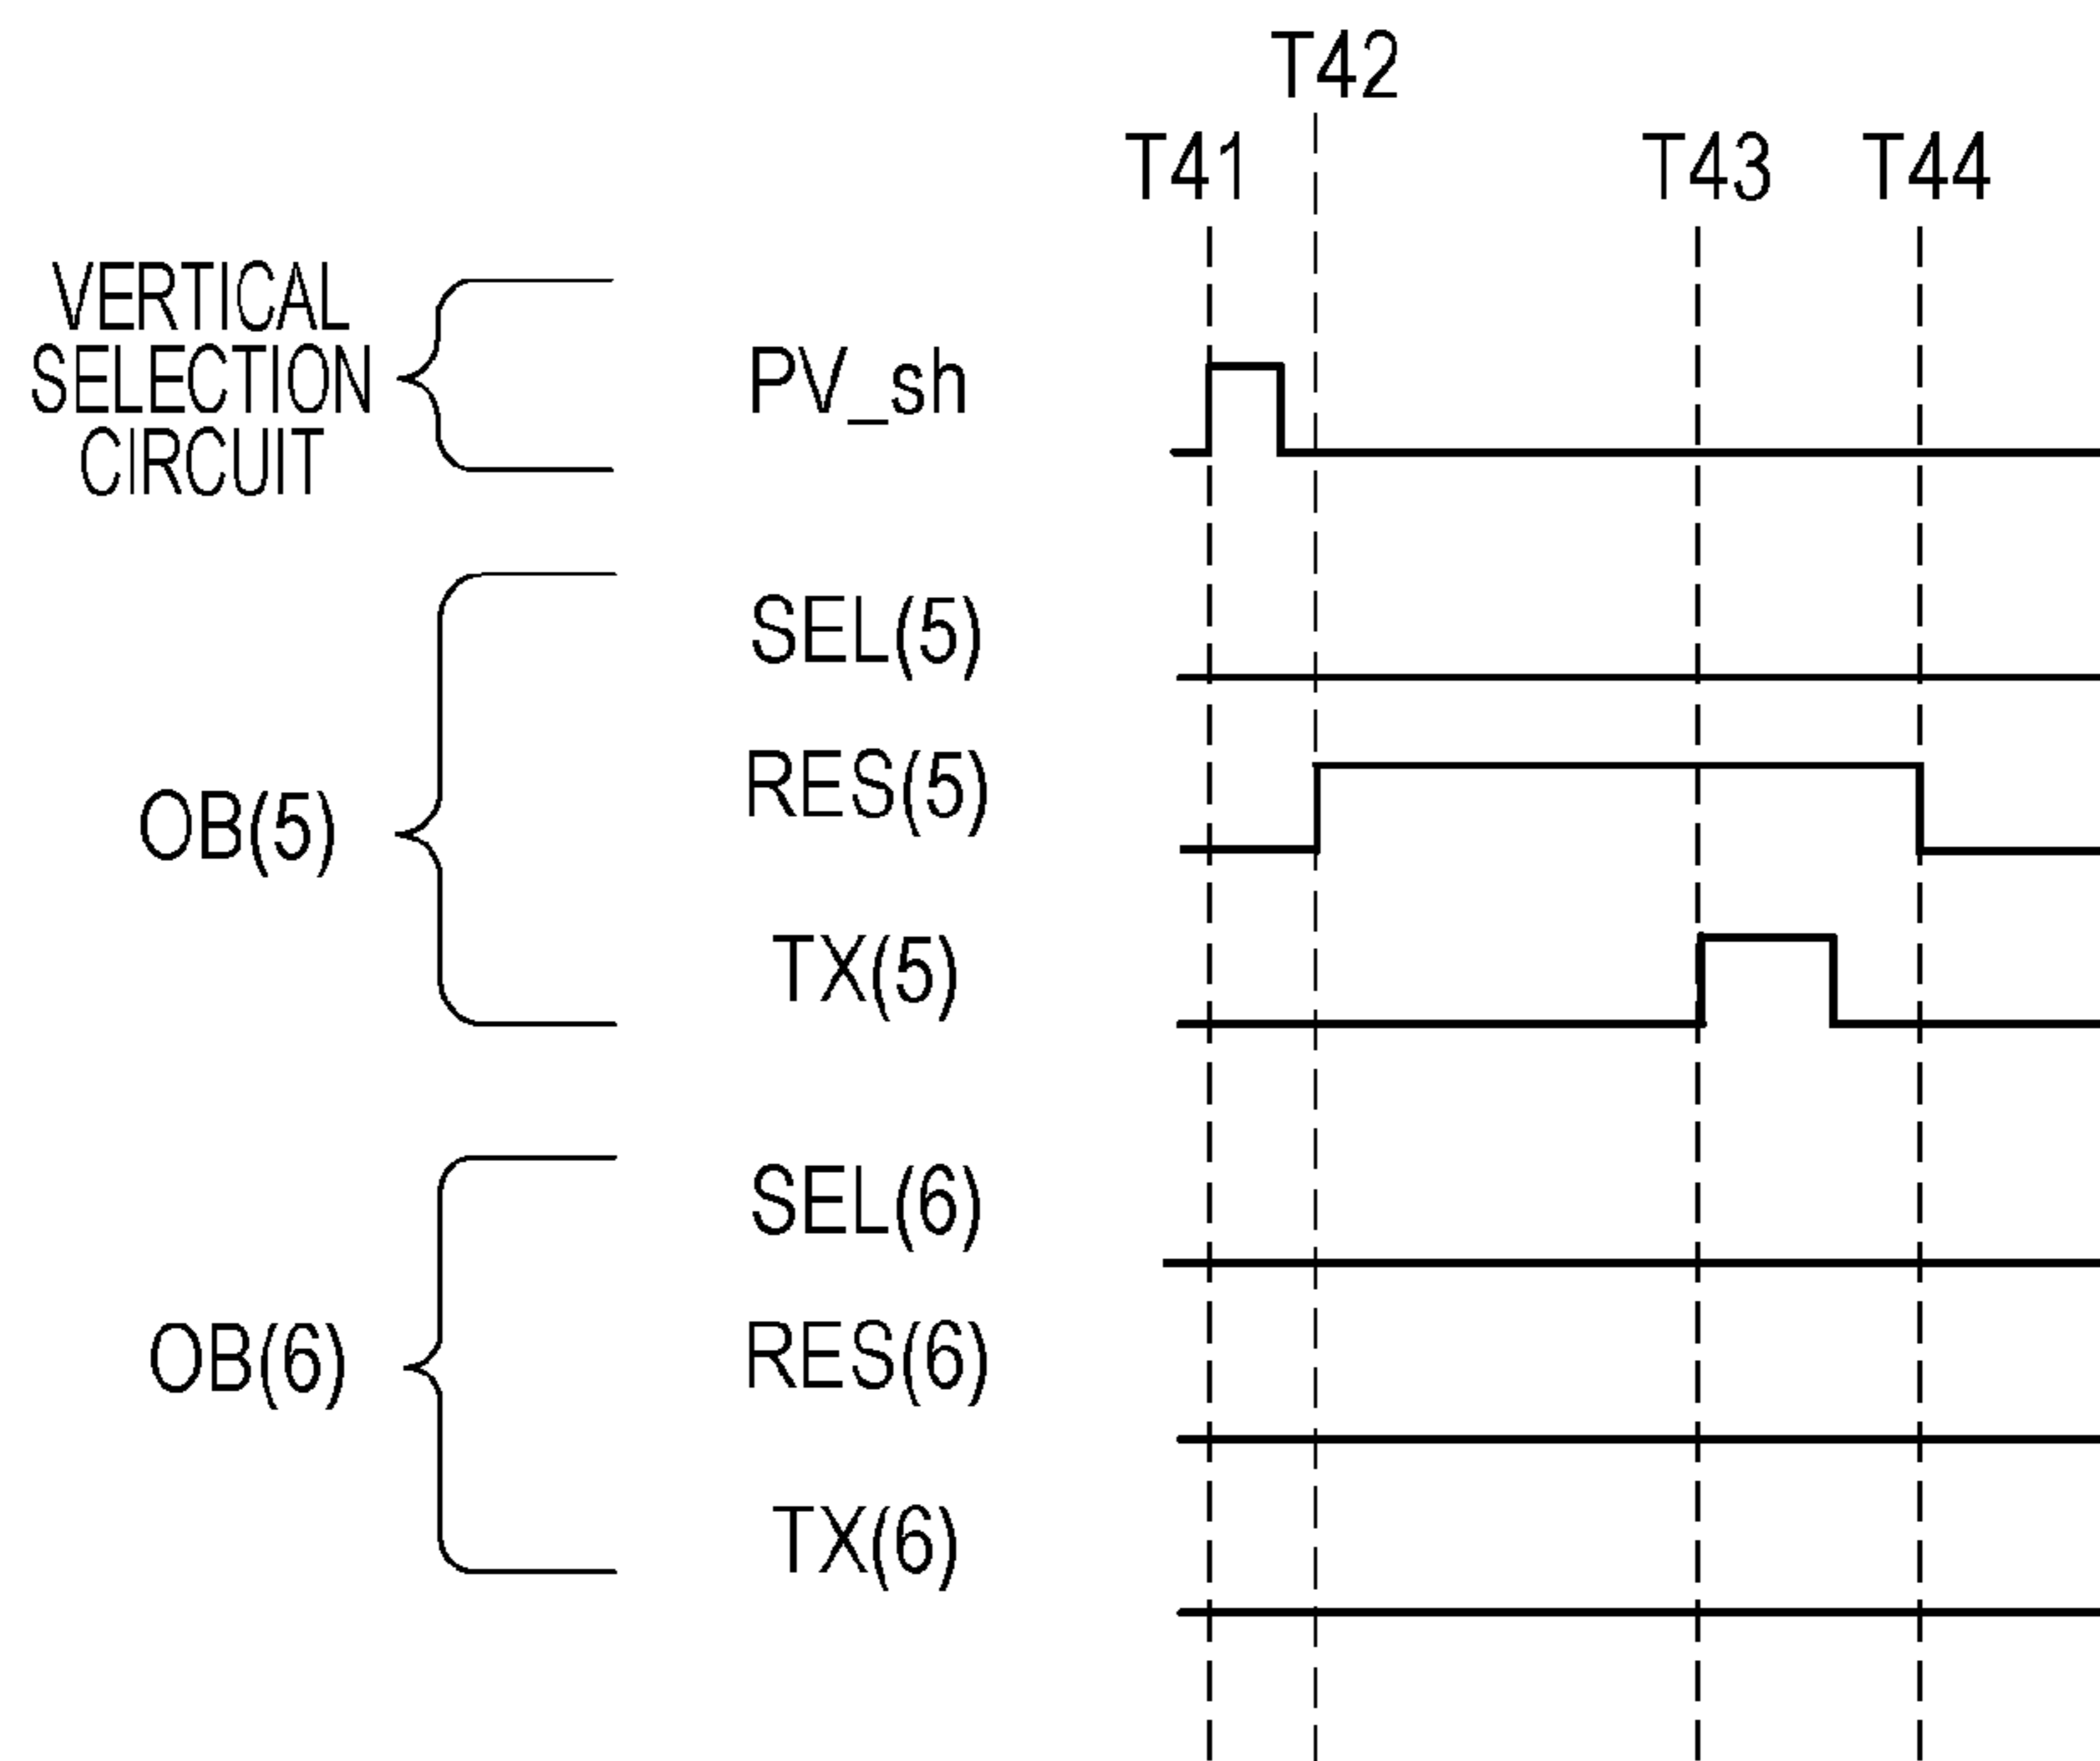 T42
T41
T43
T44
VERTICAL
SELECTION
CIRCUIT
PV_sh
OB(5)
SEL(5)
RES(5)
TX(5)
OB(6)
SEL(6)
RES(6)
TX(6)